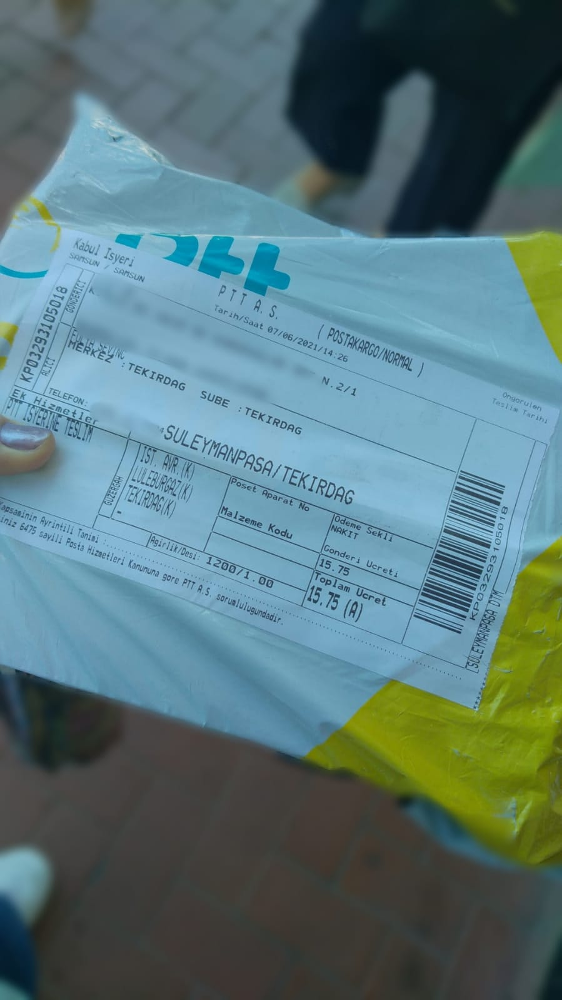 Ptt
Kabul Isyeri
SAMSUN / SAMSUN
PTT A.S.
( POSTAKARGO/NORMAL )
Tarih/Saat 07/06/2021/14:26
Ongorulen
Teslim Tarihi
KP03293105018
GONDERICI
K
ALICI
N.2/1
MERKEZ :TEKIRDAG SUBE :TEKIRDAG
TELEFON:
SULEYMANPASA/TEKIRDAG
Ek Hizmetler
PTT ISYERINE TESLIM
GUZERGAH
IST. AVR.(K)
LULEBURGAZ(K)
TEKIRDAG(K)
-
Poset Aparat No
Malzeme Kodu
Odeme Sekli
NAKIT
Gonderi Ucreti
15.75
Toplam Ucret
15.75 (A)
Agirlik/Desi: 1200/1.00
Kapsaminin Ayrintili Tanimi :
iniz 6475 sayili Posta Hizmetleri Kanununa gore PTT A.S. sorumlulugundadir.
KP03293105018
[SULEYMANPASA DTM